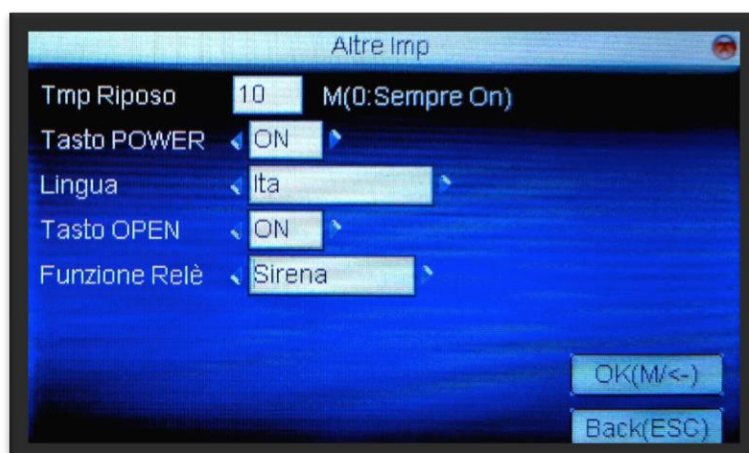 Altre Imp
Tmp Riposo 10 M(0:Sempre On)
Tasto POWER ON
Lingua Ita
Tasto OPEN ON
Funzione Relè Sirena
OK(M/<-)
Back(ESC)